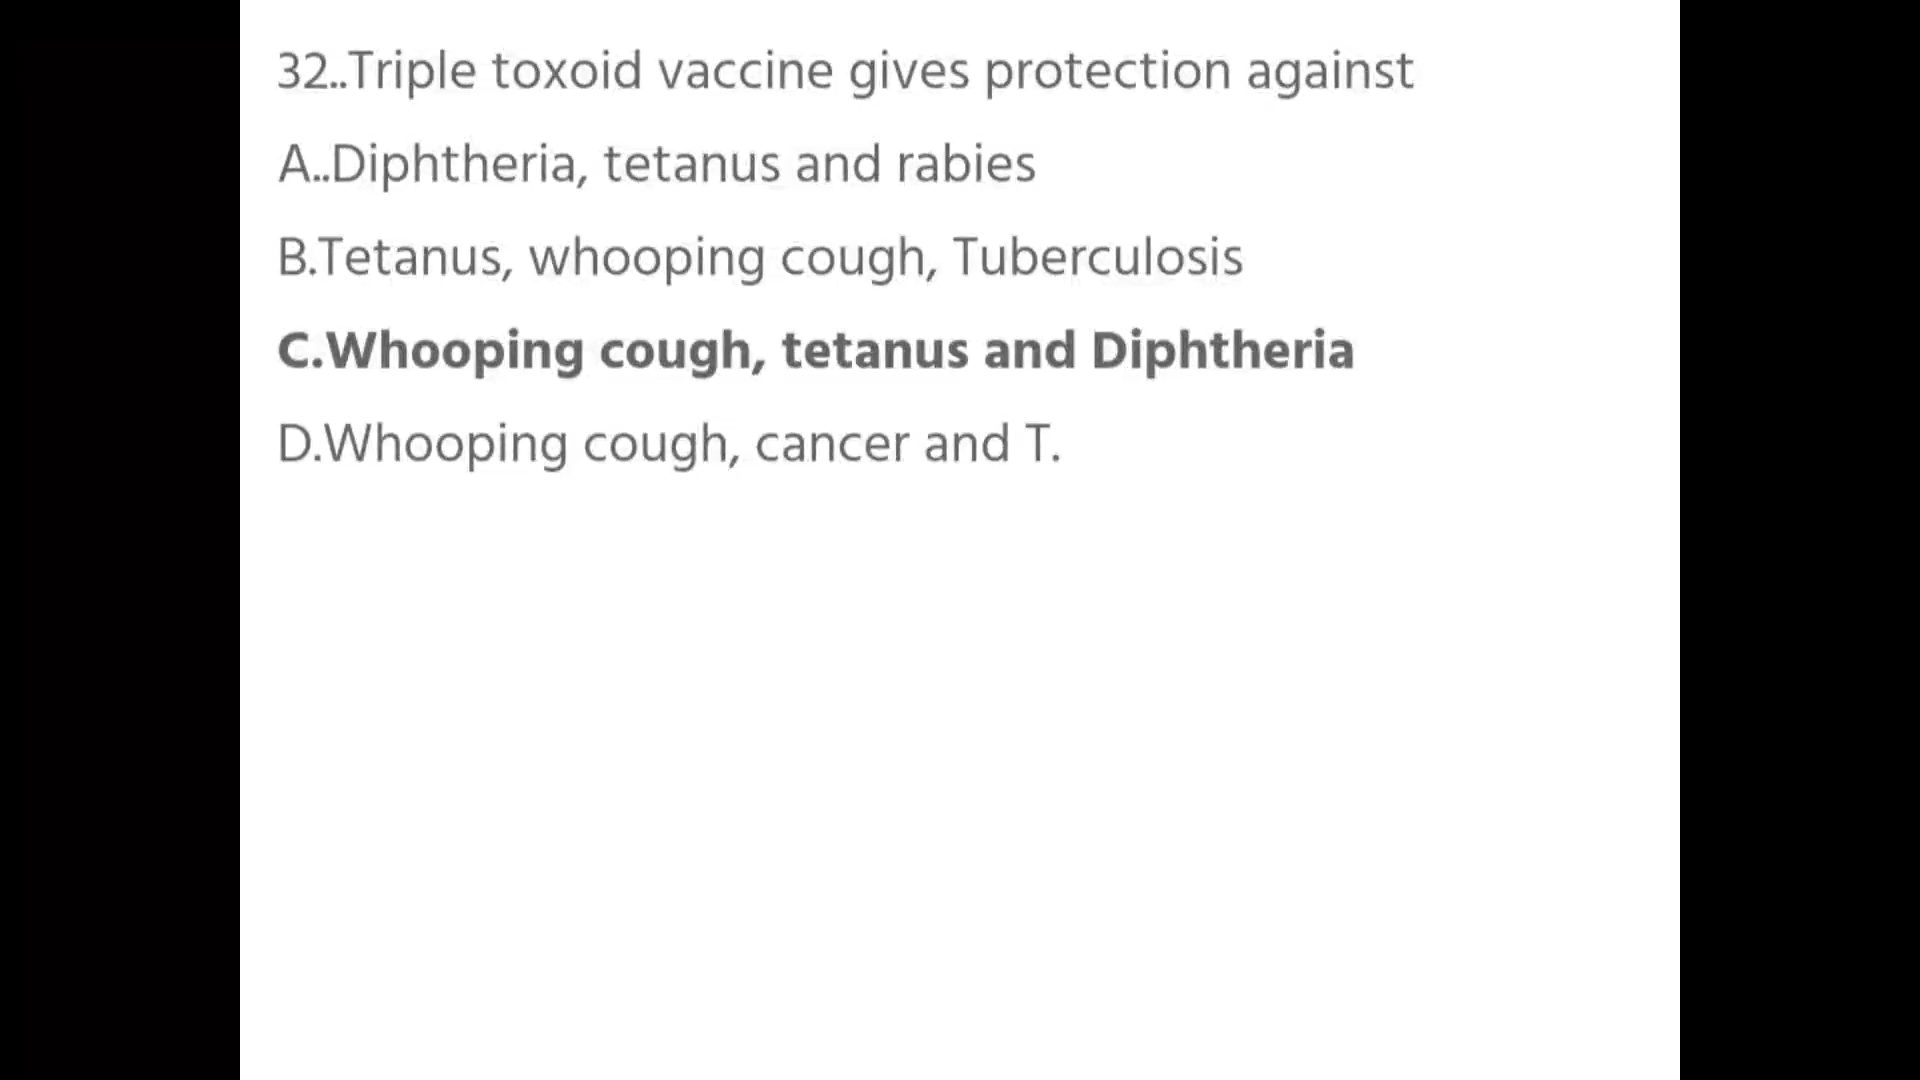 32..Triple toxoid vaccine gives protection against
A..Diphtheria, tetanus and rabies
B.Tetanus, whooping cough, Tuberculosis
C.Whooping cough, tetanus and Diphtheria
D.Whooping cough, cancer and T.